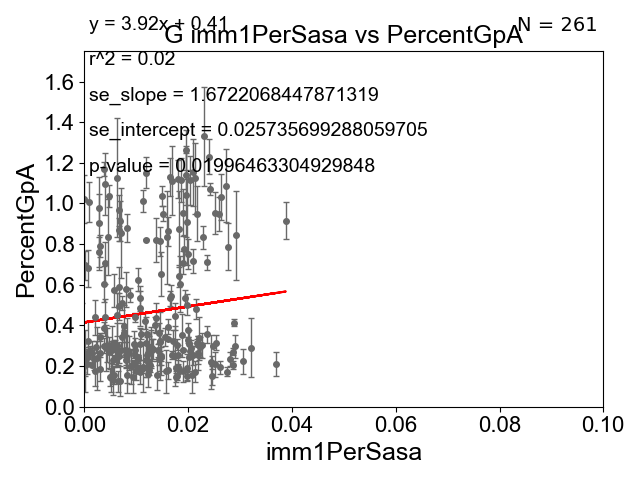 y = 3.92x + 0.41
N = 261
G imm1PerSasa vs PercentGpA
r^2 = 0.02
se_slope = 1.6722068447871319
se_intercept = 0.025735699288059705
p-value = 0.01996463304929848
PercentGpA
1.6
1.4
1.2
1.0
0.8
0.6
0.4
0.2
0.0
0.00 0.02 0.04 0.06 0.08 0.10
imm1PerSasa